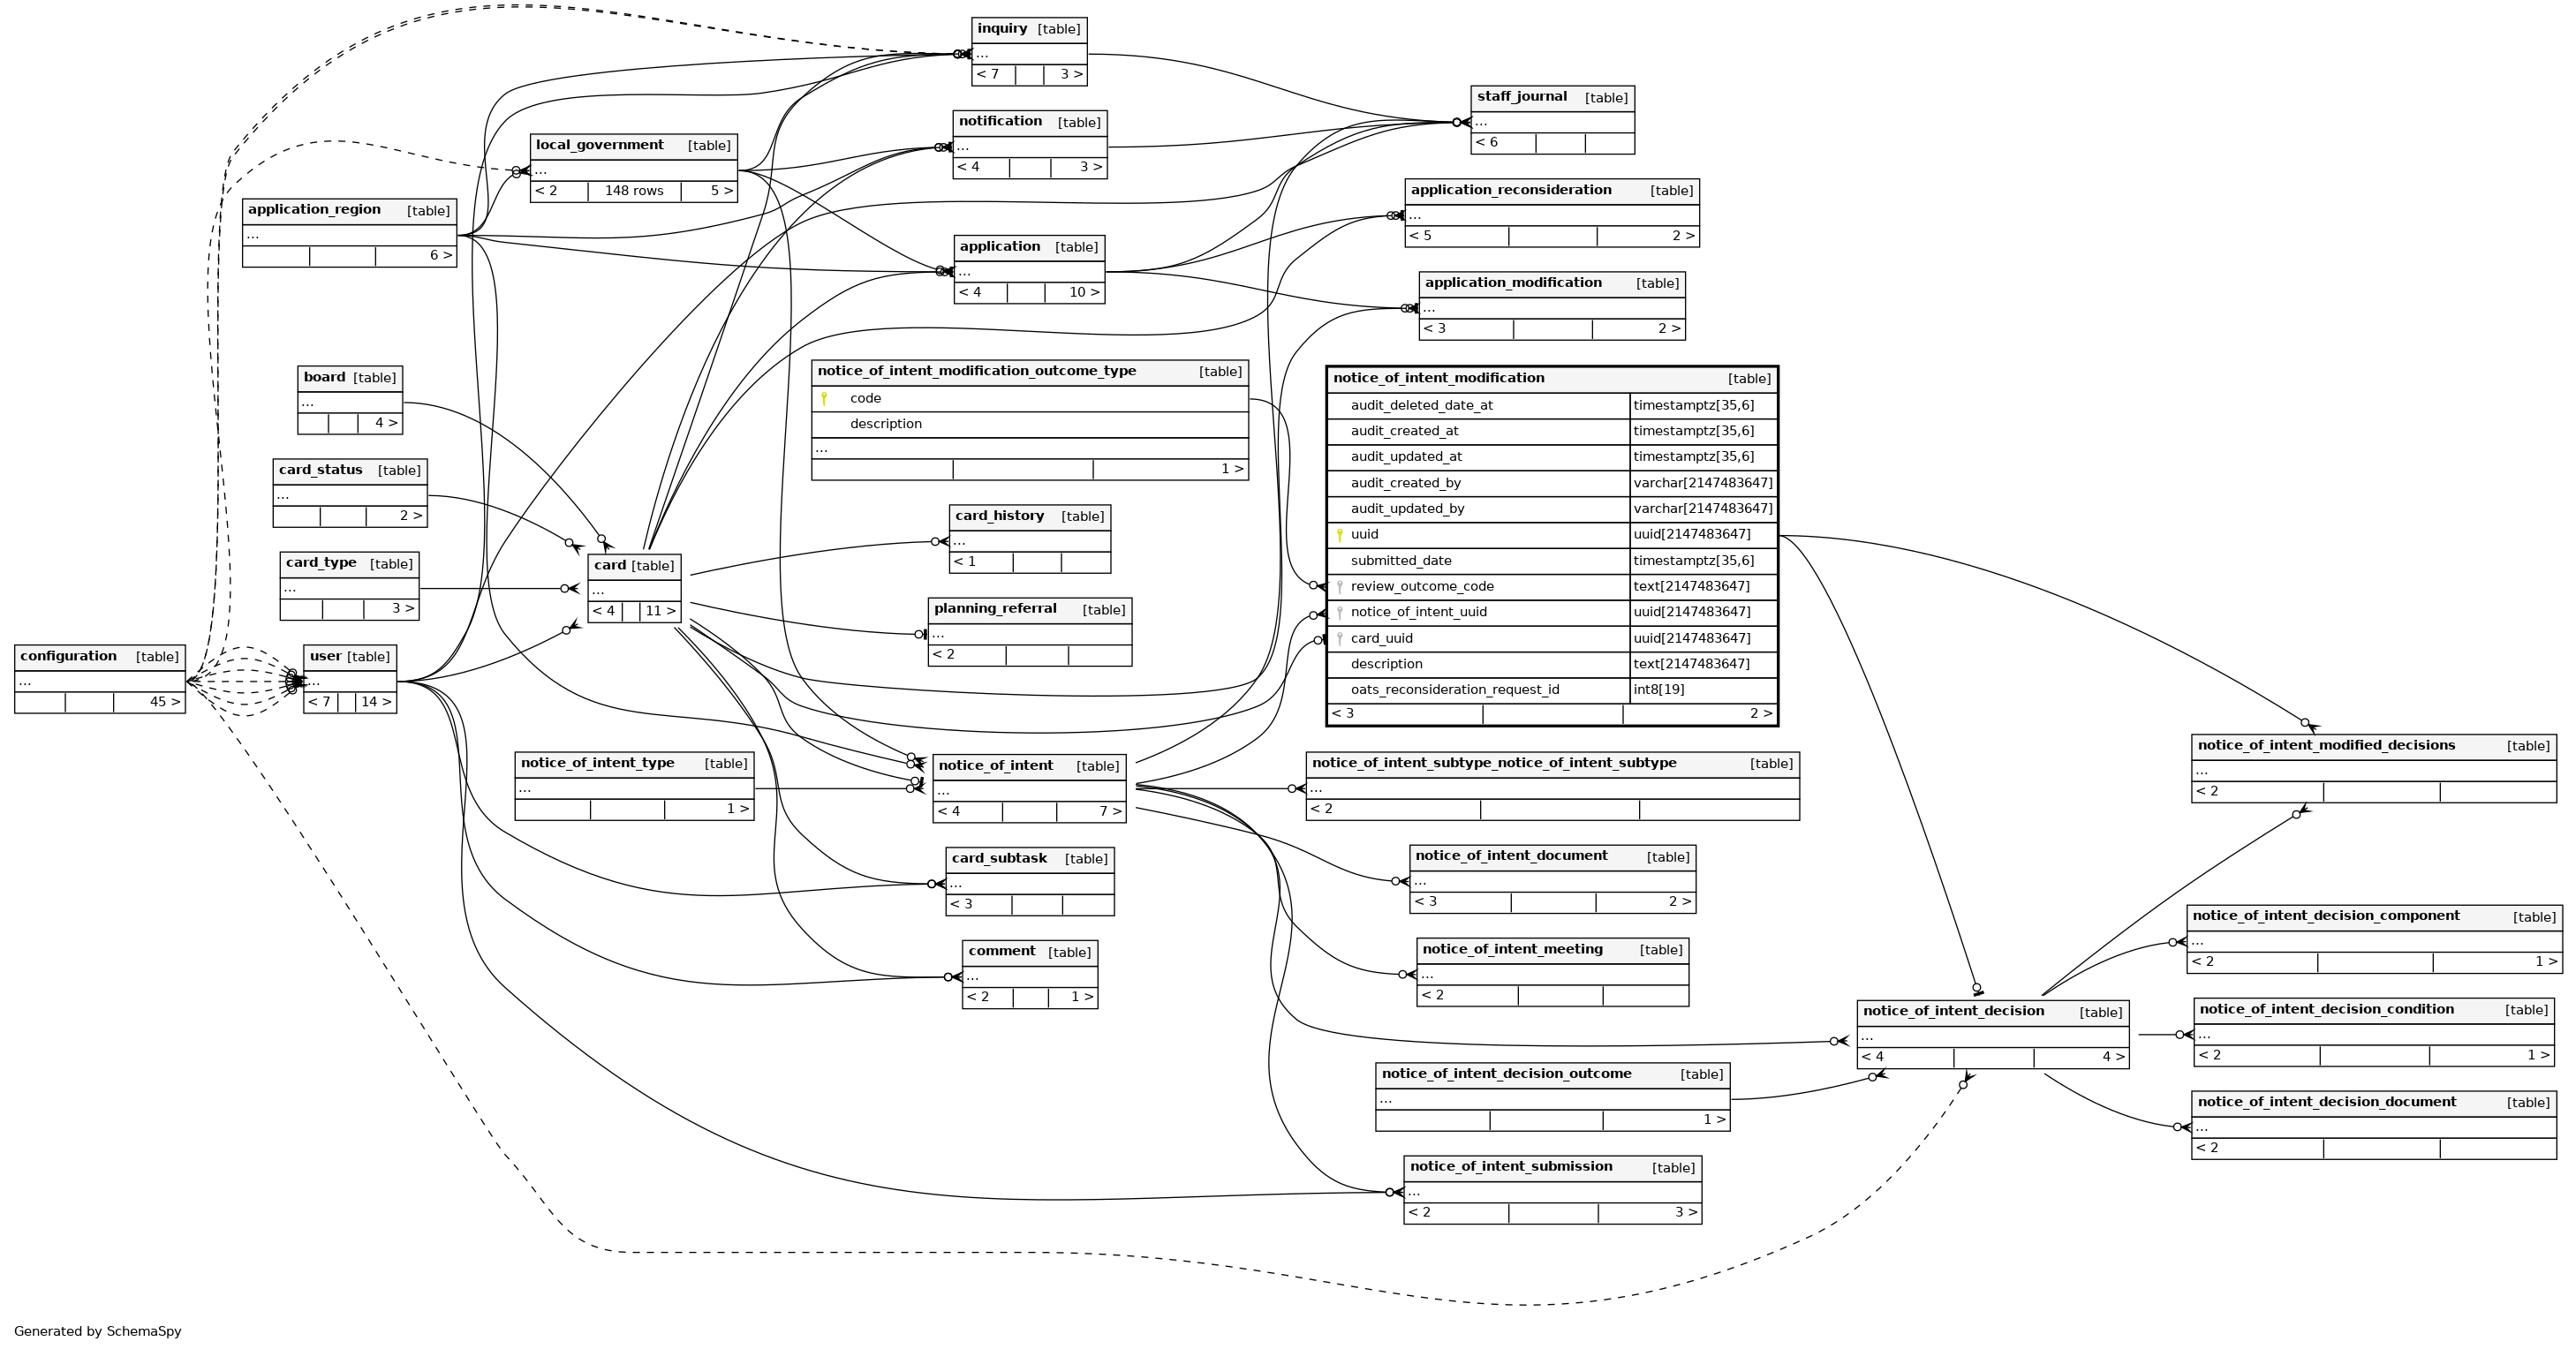 inquiry [table]
...
< 7 3 >
staff_journal [table]
...
< 6
notification [table]
...
< 4 3 >
local_government [table]
...
< 2 148 rows 5 >
application_reconsideration [table]
...
< 5 2 >
application_region [table]
...
6 >
application [table]
...
< 4 10 >
application_modification [table]
...
< 3 2 >
board [table]
...
4 >
notice_of_intent_modification_outcome_type [table]
code
description
...
1 >
notice_of_intent_modification [table]
audit_deleted_date_at timestamptz[35,6]
audit_created_at timestamptz[35,6]
audit_updated_at timestamptz[35,6]
audit_created_by varchar[2147483647]
audit_updated_by varchar[2147483647]
uuid uuid[2147483647]
submitted_date timestamptz[35,6]
review_outcome_code text[2147483647]
notice_of_intent_uuid uuid[2147483647]
card_uuid uuid[2147483647]
description text[2147483647]
oats_reconsideration_request_id int8[19]
< 3 2 >
card_status [table]
...
2 >
card_history [table]
...
< 1
card_type [table]
...
3 >
card [table]
...
< 4 11 >
planning_referral [table]
...
< 2
configuration [table]
...
45 >
user [table]
...
< 7 14 >
notice_of_intent_modified_decisions [table]
...
< 2
notice_of_intent_type [table]
...
1 >
notice_of_intent [table]
...
< 4 7 >
notice_of_intent_subtype_notice_of_intent_subtype [table]
...
< 2
card_subtask [table]
...
< 3
notice_of_intent_document [table]
...
< 3 2 >
notice_of_intent_decision_component [table]
...
< 2 1 >
comment [table]
...
< 2 1 >
notice_of_intent_meeting [table]
...
< 2
notice_of_intent_decision [table]
...
< 4 4 >
notice_of_intent_decision_condition [table]
...
< 2 1 >
notice_of_intent_decision_outcome [table]
...
1 >
notice_of_intent_decision_document [table]
...
< 2
notice_of_intent_submission [table]
...
< 2 3 >
Generated by SchemaSpy